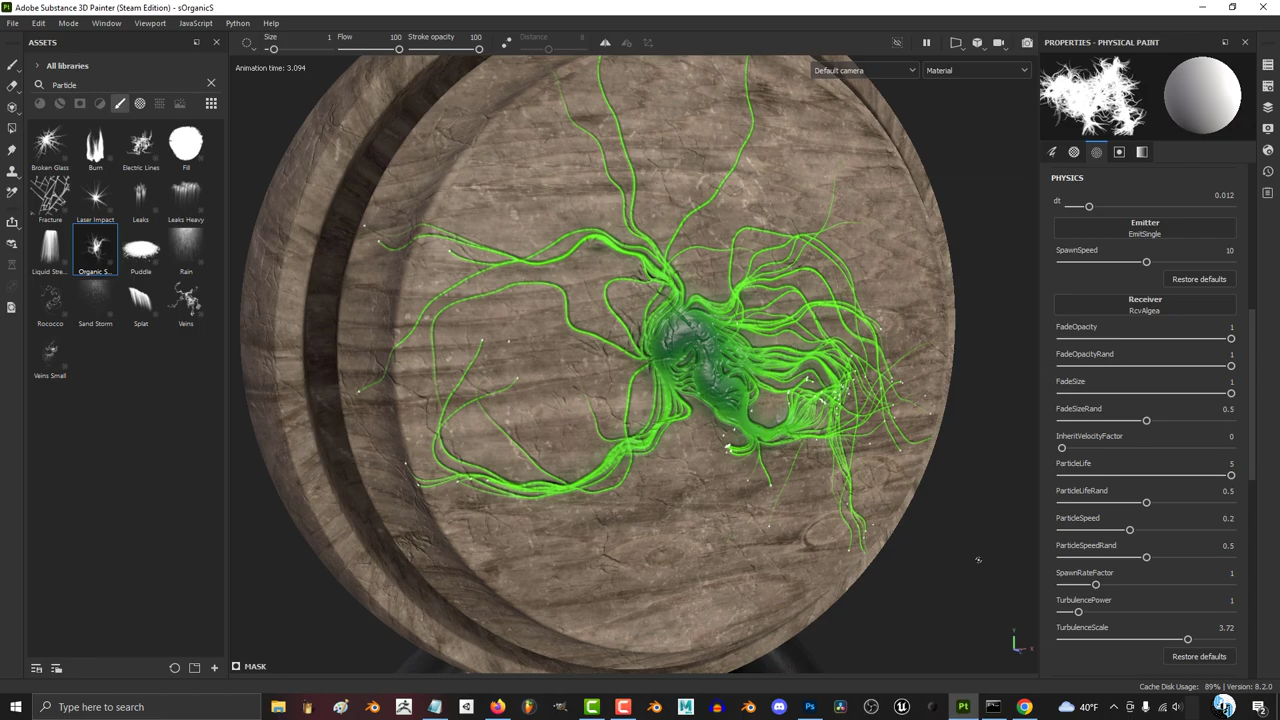 Adobe Substance 3D Painter (Steam Edition) - sOrganicS
File Edit Mode Window Viewport JavaScript Python Help
ASSETS
All libraries
Particle
Broken Glass Burn Electric Lines Fill
Fracture Laser Impact Leaks Leaks Heavy
Liquid Stre... Organic S... Puddle Rain
Rococco Sand Storm Splat Veins
Veins Small
Size 1 Flow 100 Stroke opacity 100 Distance 8
Animation time: 3.094
Default camera Material
MASK
PROPERTIES - PHYSICAL PAINT
PHYSICS
dt 0.012
Emitter
EmitSingle
SpawnSpeed 10
Restore defaults
Receiver
RcvAlgea
FadeOpacity 1
FadeOpacityRand 1
FadeSize 1
FadeSizeRand 0.5
InheritVelocityFactor 0
ParticleLife 5
ParticleLifeRand 0.5
ParticleSpeed 0.2
ParticleSpeedRand 0.5
SpawnRateFactor 1
TurbulencePower 1
TurbulenceScale 3.72
Restore defaults
Cache Disk Usage: 89% | Version: 8.2.0
Type here to search
40°F